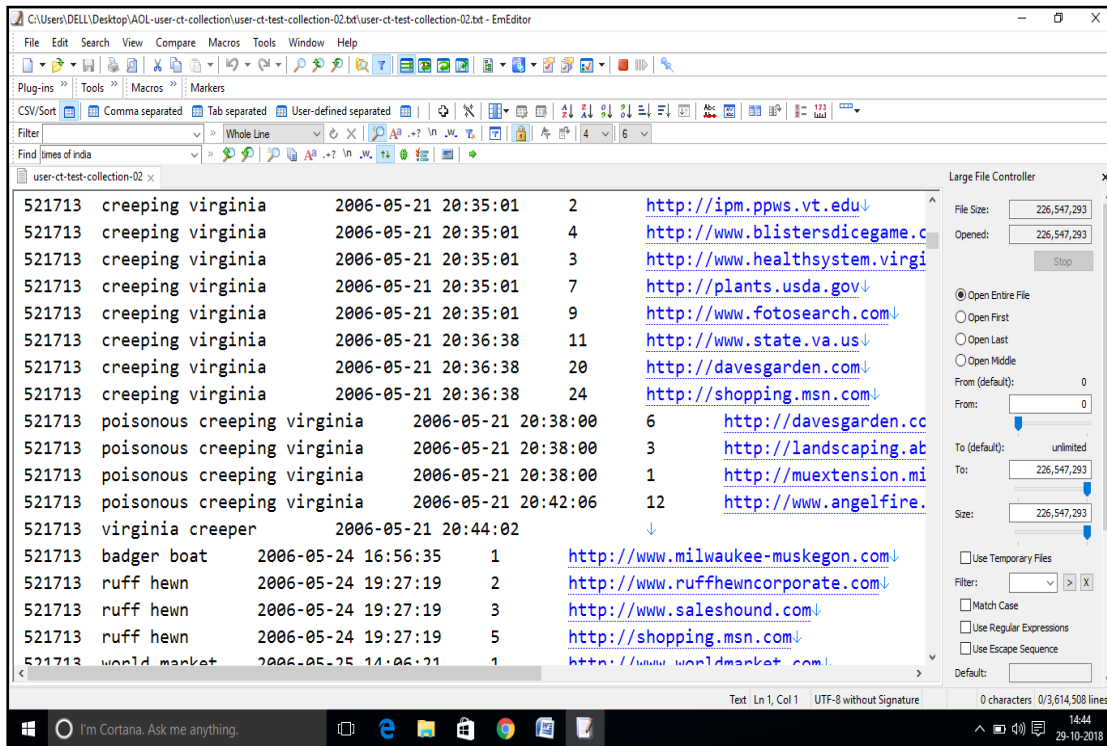 C:\Users\DELL\Desktop\AOL-user-ct-collection\user-ct-test-collection-02.txt\user-ct-test-collection-02.txt - EmEditor
File Edit Search View Compare Macros Tools Window Help
Plug-ins » Tools » Macros » Markers
CSV/Sort Comma separated Tab separated User-defined separated
Filter » Whole Line 4 6
Find times of india »
user-ct-test-collection-02
521713 creeping virginia 2006-05-21 20:35:01 2 http://ipm.ppws.vt.edu↓
521713 creeping virginia 2006-05-21 20:35:01 4 http://www.blistersdicegame.c
521713 creeping virginia 2006-05-21 20:35:01 3 http://www.healthsystem.virgi
521713 creeping virginia 2006-05-21 20:35:01 7 http://plants.usda.gov↓
521713 creeping virginia 2006-05-21 20:35:01 9 http://www.fotosearch.com↓
521713 creeping virginia 2006-05-21 20:36:38 11 http://www.state.va.us↓
521713 creeping virginia 2006-05-21 20:36:38 20 http://davesgarden.com↓
521713 creeping virginia 2006-05-21 20:36:38 24 http://shopping.msn.com↓
521713 poisonous creeping virginia 2006-05-21 20:38:00 6 http://davesgarden.cc
521713 poisonous creeping virginia 2006-05-21 20:38:00 3 http://landscaping.ab
521713 poisonous creeping virginia 2006-05-21 20:38:00 1 http://muextension.mi
521713 poisonous creeping virginia 2006-05-21 20:42:06 12 http://www.angelfire.
521713 virginia creeper 2006-05-21 20:44:02 ↓
521713 badger boat 2006-05-24 16:56:35 1 http://www.milwaukee-muskegon.com↓
521713 ruff hewn 2006-05-24 19:27:19 2 http://www.ruffhewncorporate.com↓
521713 ruff hewn 2006-05-24 19:27:19 3 http://www.saleshound.com↓
521713 ruff hewn 2006-05-24 19:27:19 5 http://shopping.msn.com↓
521713 world market 2006-05-25 14:06:21 1 http://www.worldmarket.com↓
Large File Controller
File Size: 226,547,293
Opened: 226,547,293
Stop
Open Entire File
Open First
Open Last
Open Middle
From (default): 0
From: 0
To (default): unlimited
To: 226,547,293
Size: 226,547,293
Use Temporary Files
Filter: > X
Match Case
Use Regular Expressions
Use Escape Sequence
Default:
Text Ln 1, Col 1 UTF-8 without Signature 0 characters 0/3,614,508 lines
I'm Cortana. Ask me anything.
14:44
29-10-2018